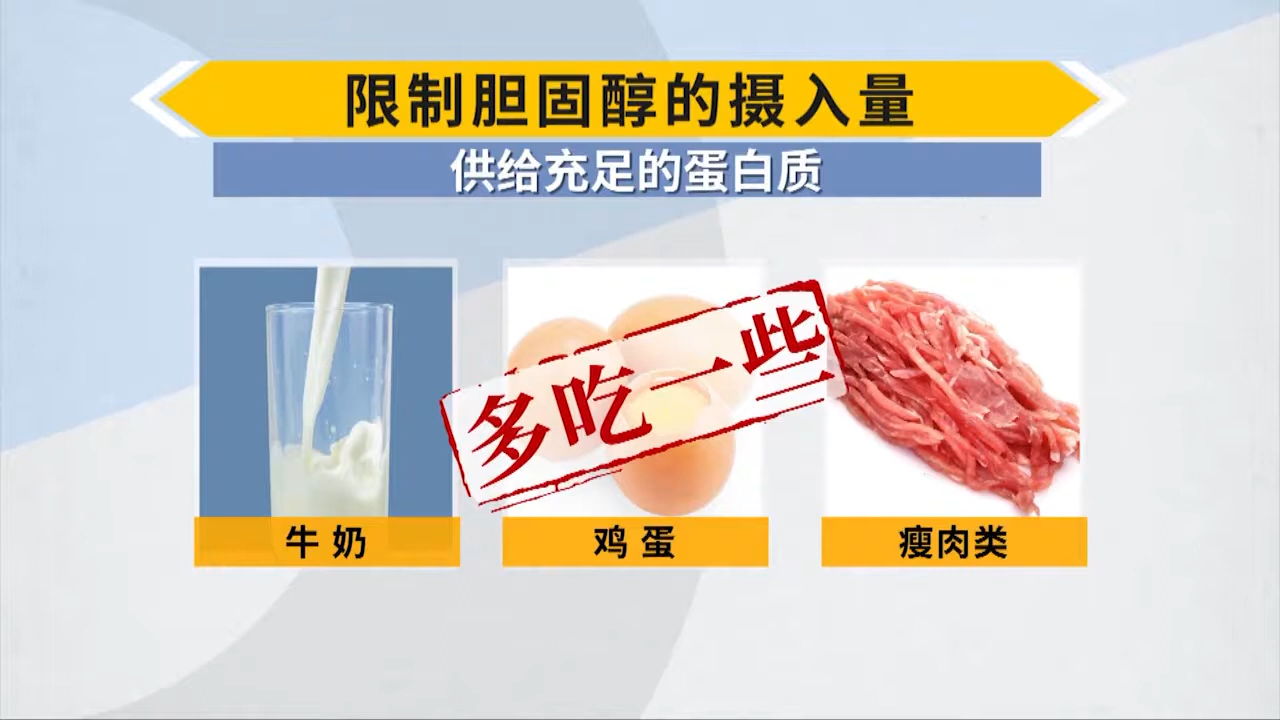 限制胆固醇的摄入量
供给充足的蛋白质
多吃一些
牛奶
鸡蛋
瘦肉类